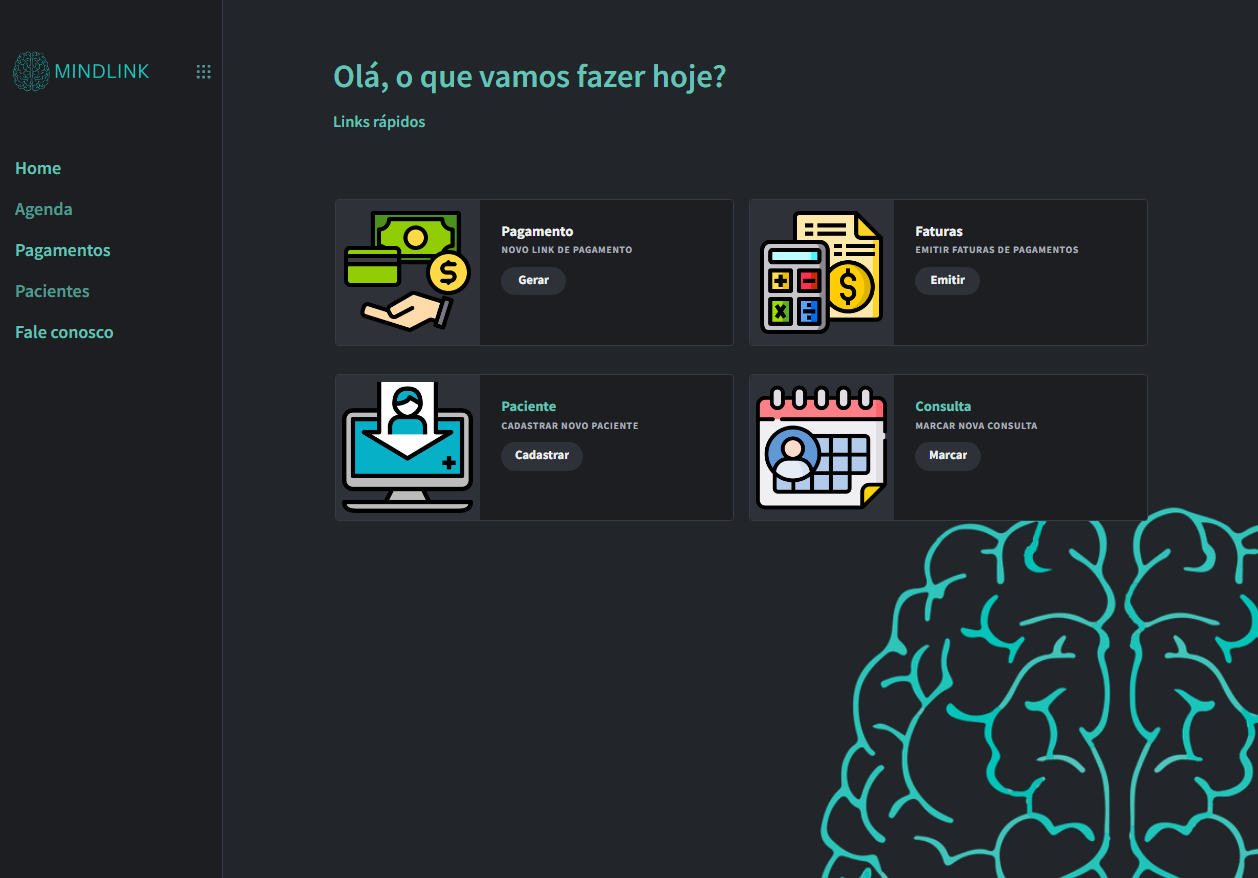 MINDLINK
Home
Agenda
Pagamentos
Pacientes
Fale conosco
Olá, o que vamos fazer hoje?
Links rápidos
Pagamento
NOVO LINK DE PAGAMENTO
Gerar
Faturas
EMITIR FATURAS DE PAGAMENTOS
Emitir
Paciente
CADASTRAR NOVO PACIENTE
Cadastrar
Consulta
MARCAR NOVA CONSULTA
Marcar